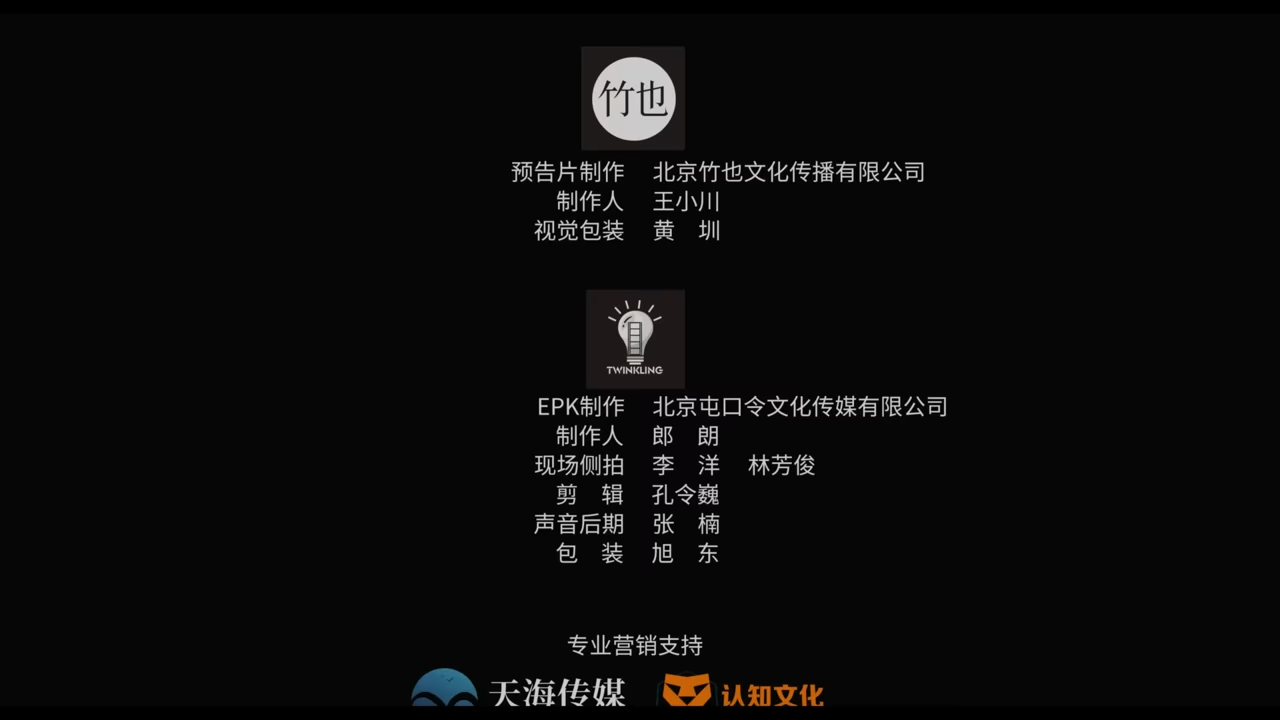 竹也
预告片制作 北京竹也文化传播有限公司
制作人 王小川
视觉包装 黄 圳
TWINKLING
EPK制作 北京屯口令文化传媒有限公司
制作人 郎 朗
现场侧拍 李 洋 林芳俊
剪 辑 孔令巍
声音后期 张 楠
包 装 旭 东
专业营销支持
天海传媒 认知文化